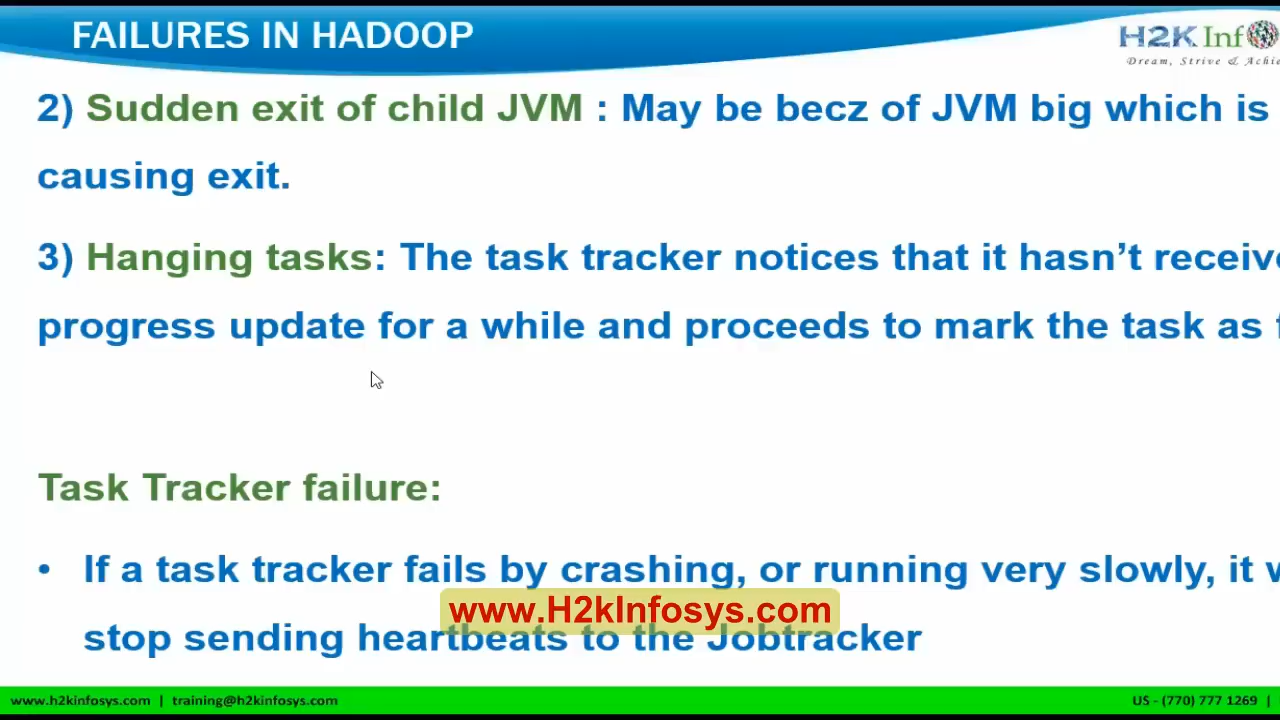 FAILURES IN HADOOP
H2K Inf
Dream, Strive &
2) Sudden exit of child JVM : May be becz of JVM big which is
causing exit.
3) Hanging tasks: The task tracker notices that it hasn’t
progress update for a while and proceeds to mark the task as
Task Tracker failure:
• If a task tracker fails by crashing, or running very slowly, it
www.H2kInfosys.com
stop sending heartbeats to the Jobtracker
www.h2kinfosys.com | training@h2kinfosys.com
US - (770) 777 1269 |